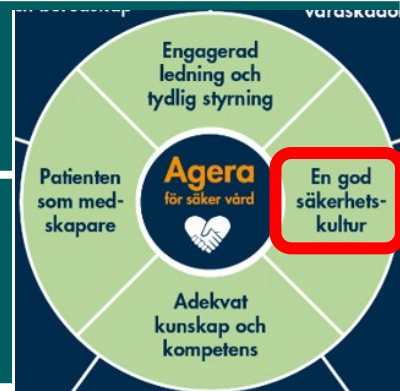 Engagerad
ledning och
tydlig styrning
Patienten
som med-
skapare
Agera
för säker vård
En god
säkerhets-
kultur
Adekvat
kunskap och
kompetens